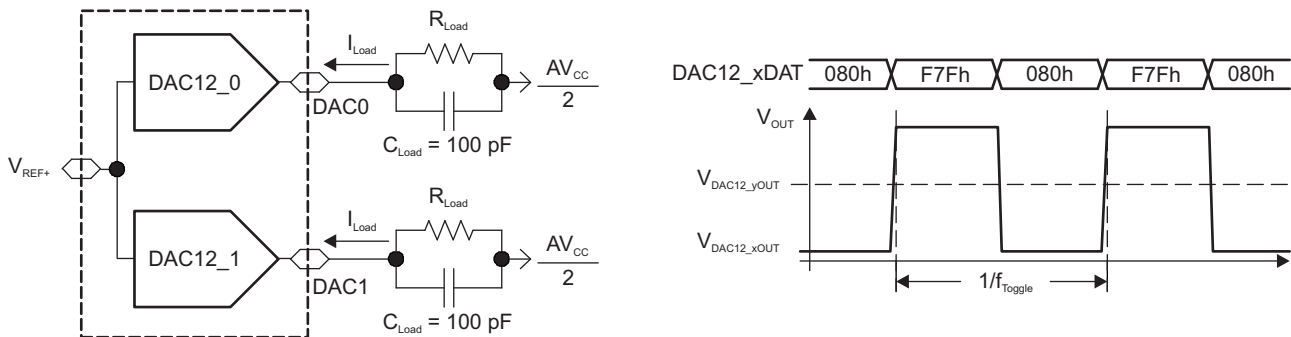 R_Load
I_Load
DAC12_0
AV_CC
2
DAC0
C_Load = 100 pF
V_REF+
R_Load
I_Load
DAC12_1
AV_CC
2
DAC1
C_Load = 100 pF
DAC12_xDAT 080h F7Fh 080h F7Fh 080h
V_OUT
V_DAC12_yOUT
V_DAC12_xOUT
1/f_Toggle